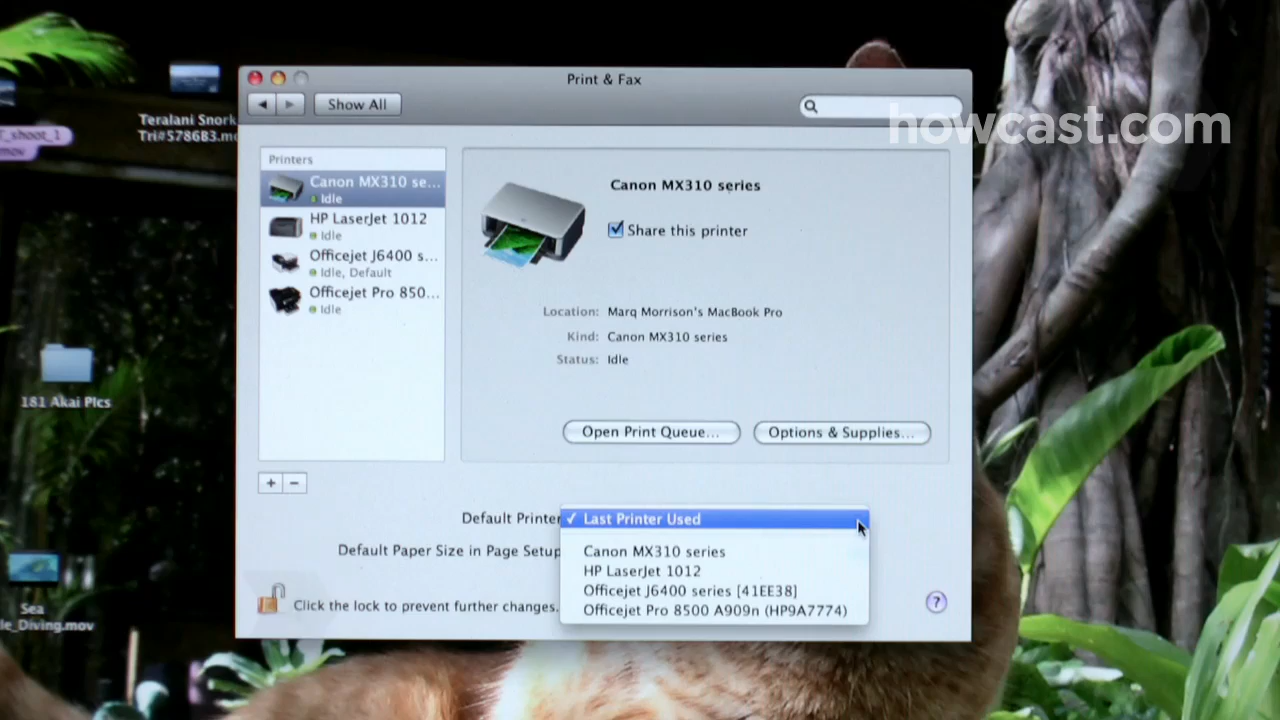 Print & Fax
Show All
howcast.com
Teralani Snork
Tri#5786B3.mo
T_shoot_1
mov
Printers
Canon MX310 se...
Idle
HP LaserJet 1012
Idle
Officejet J6400 s...
Idle, Default
Officejet Pro 850...
Idle
Canon MX310 series
Share this printer
Location: Marq Morrison's MacBook Pro
Kind: Canon MX310 series
Status: Idle
181 Akai Pics
Open Print Queue...
Options & Supplies...
+ −
Default Printer
✓ Last Printer Used
Default Paper Size in Page Setup
Canon MX310 series
HP LaserJet 1012
Officejet J6400 series [41EE38]
Officejet Pro 8500 A909n (HP9A7774)
Click the lock to prevent further changes.
?
Sea
le_Diving.mov